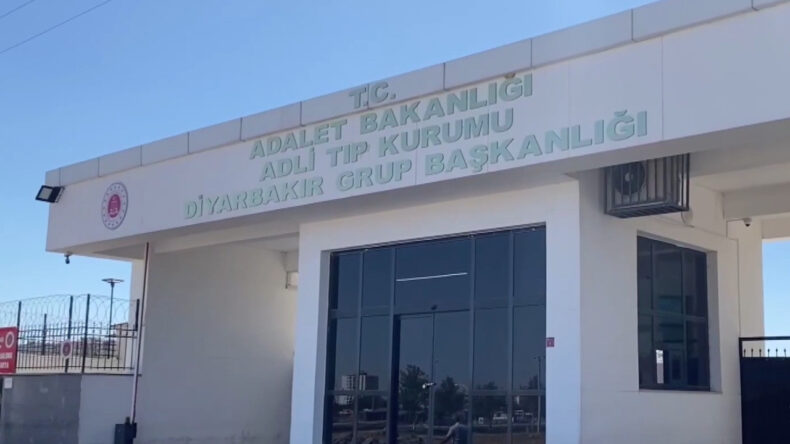 T.C.
ADALET BAKANLIĞI
ADLİ TIP KURUMU
DİYARBAKIR GRUP BAŞKANLIĞI